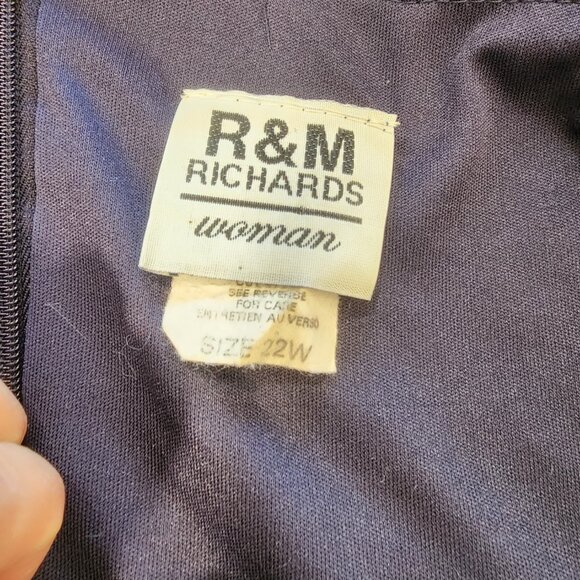 R&M
RICHARDS
woman
SEE REVERSE
FOR CARE
ENTRETIEN AU VERSO
SIZE 22W